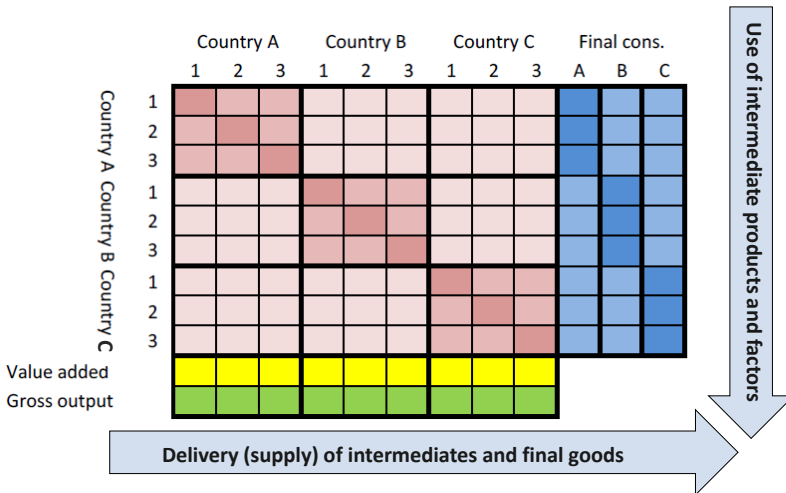 Country A Country B Country C Final cons.
1 2 3 1 2 3 1 2 3 A B C
Country A Country B Country C
1
2
3
1
2
3
1
2
3
Value added
Gross output
Delivery (supply) of intermediates and final goods
Use of intermediate products and factors